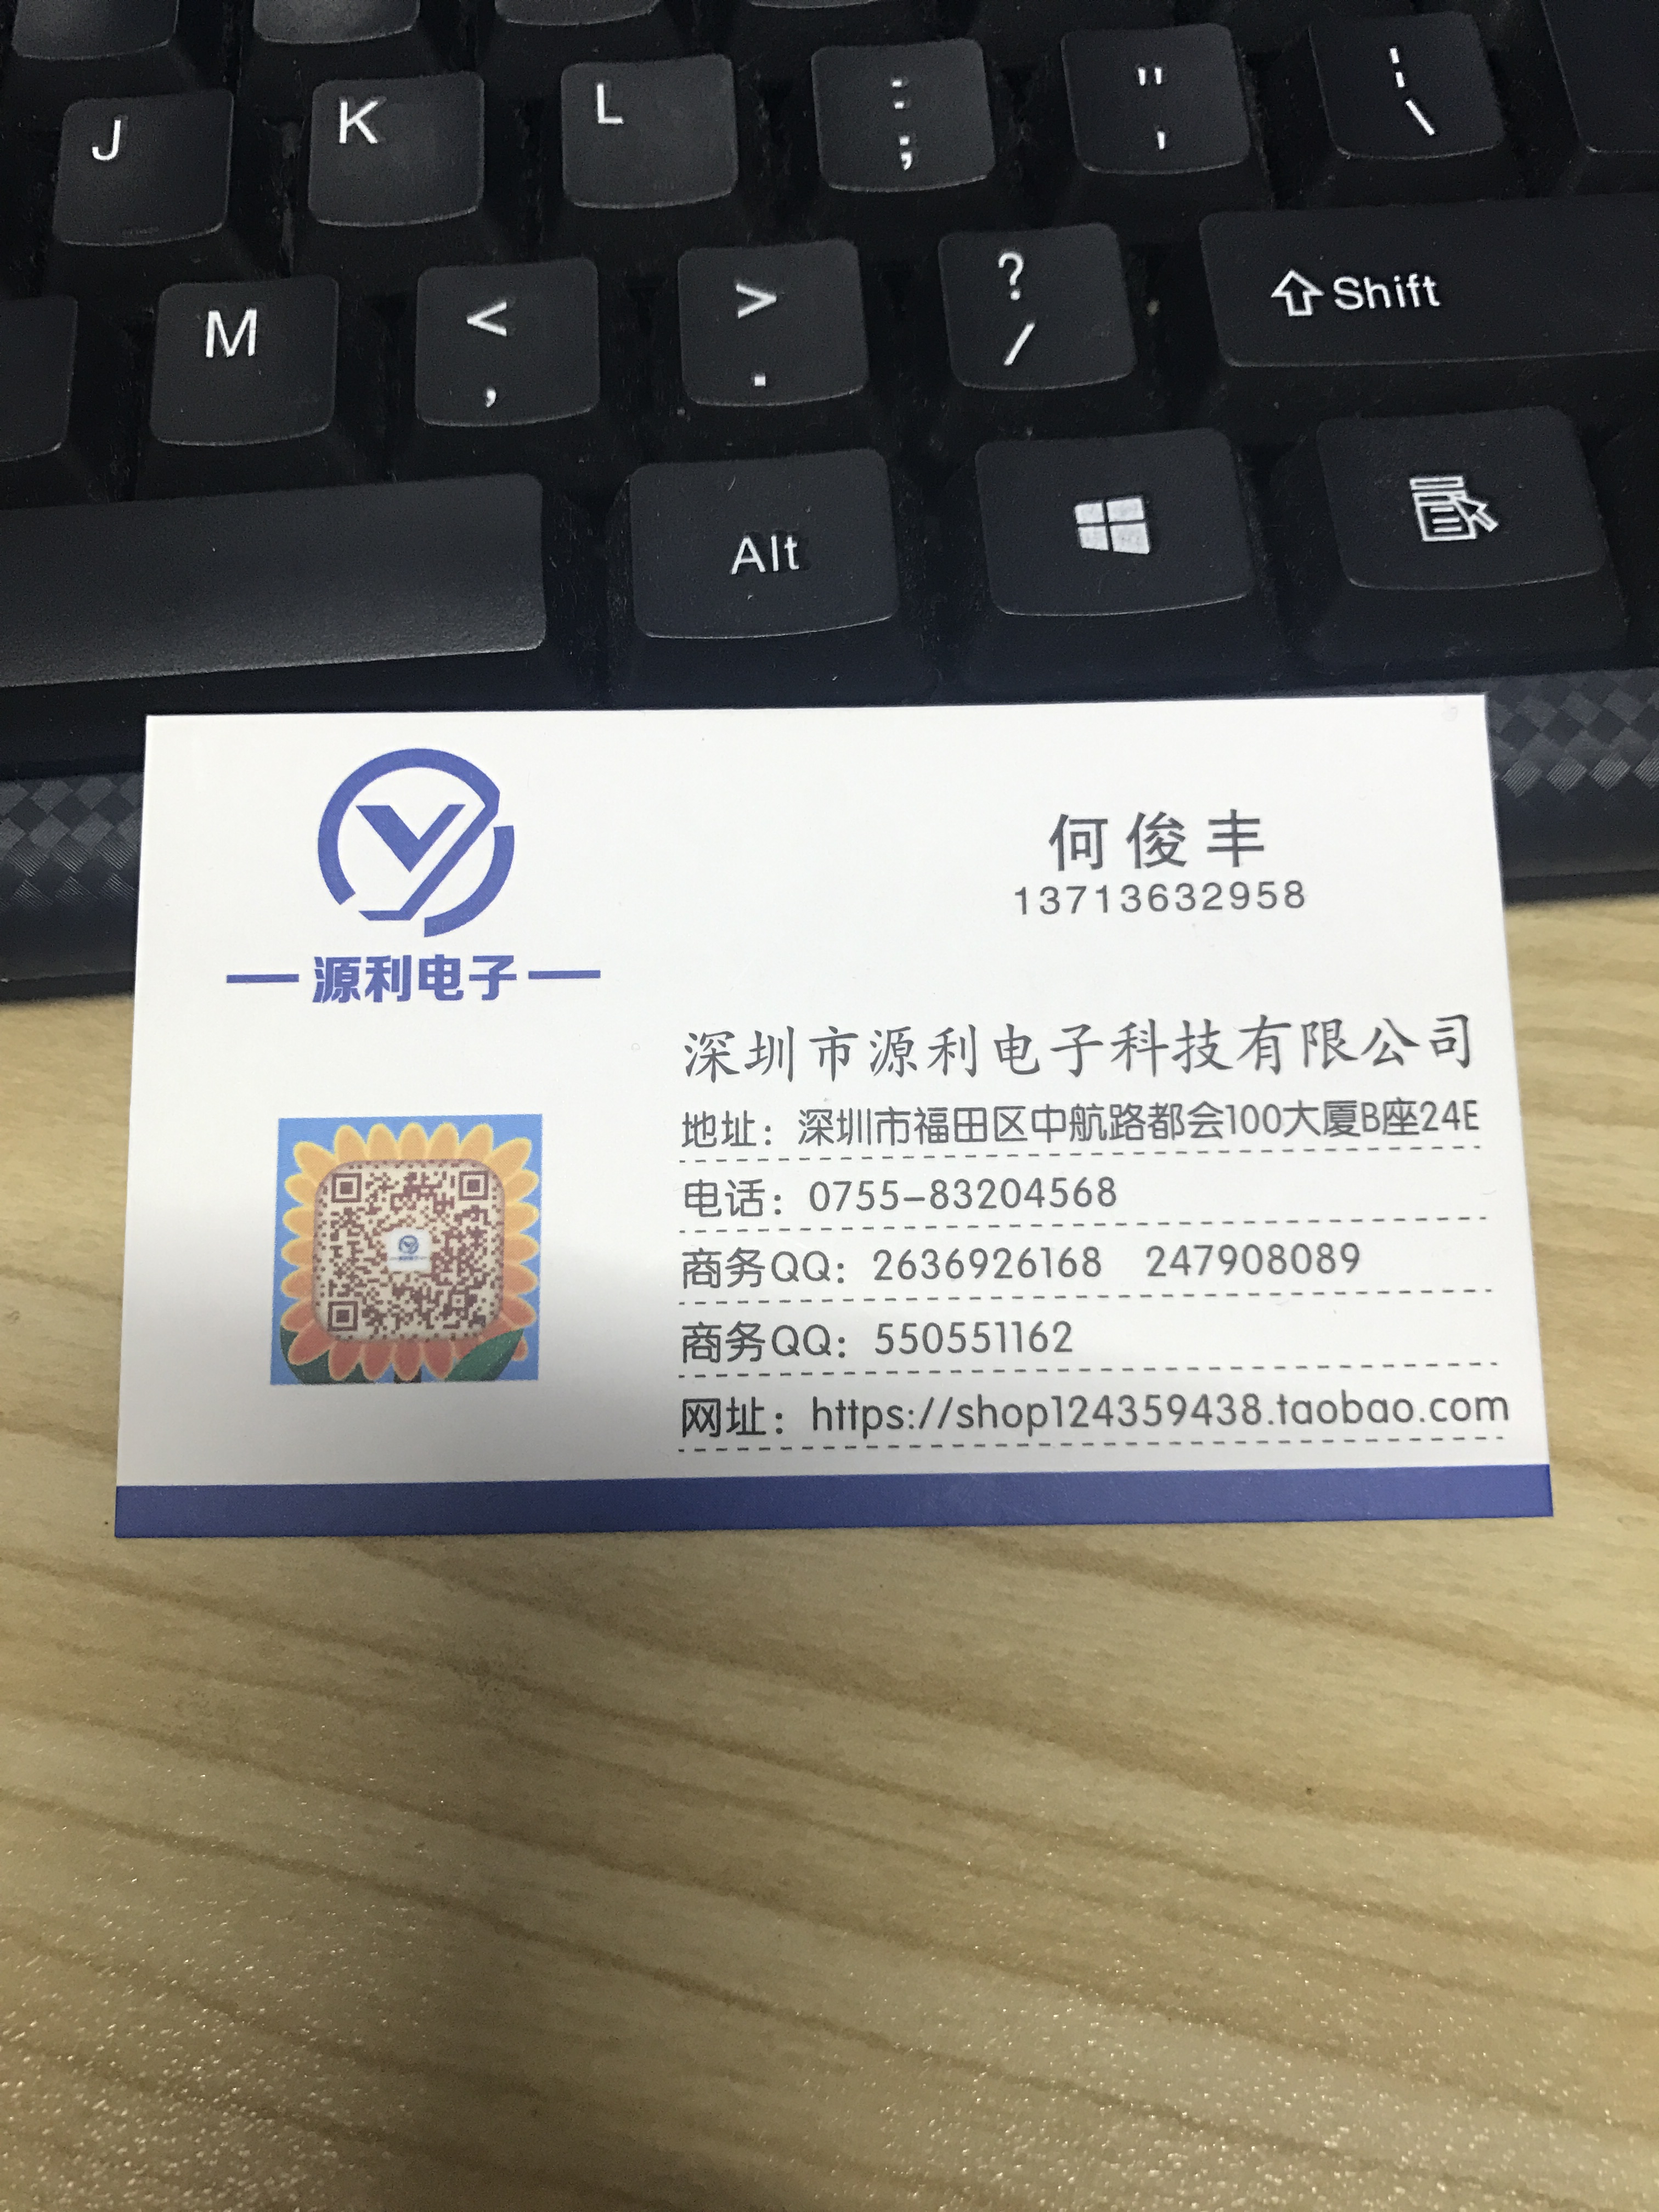 J K L : ; " ' ¦ \
M < , > . ? / Shift
Alt
何俊丰
13713632958
源利电子
深圳市源利电子科技有限公司
地址：深圳市福田区中航路都会100大厦B座24E
电话：0755-83204568
商务QQ：2636926168 247908089
商务QQ：550551162
网址：https://shop124359438.taobao.com